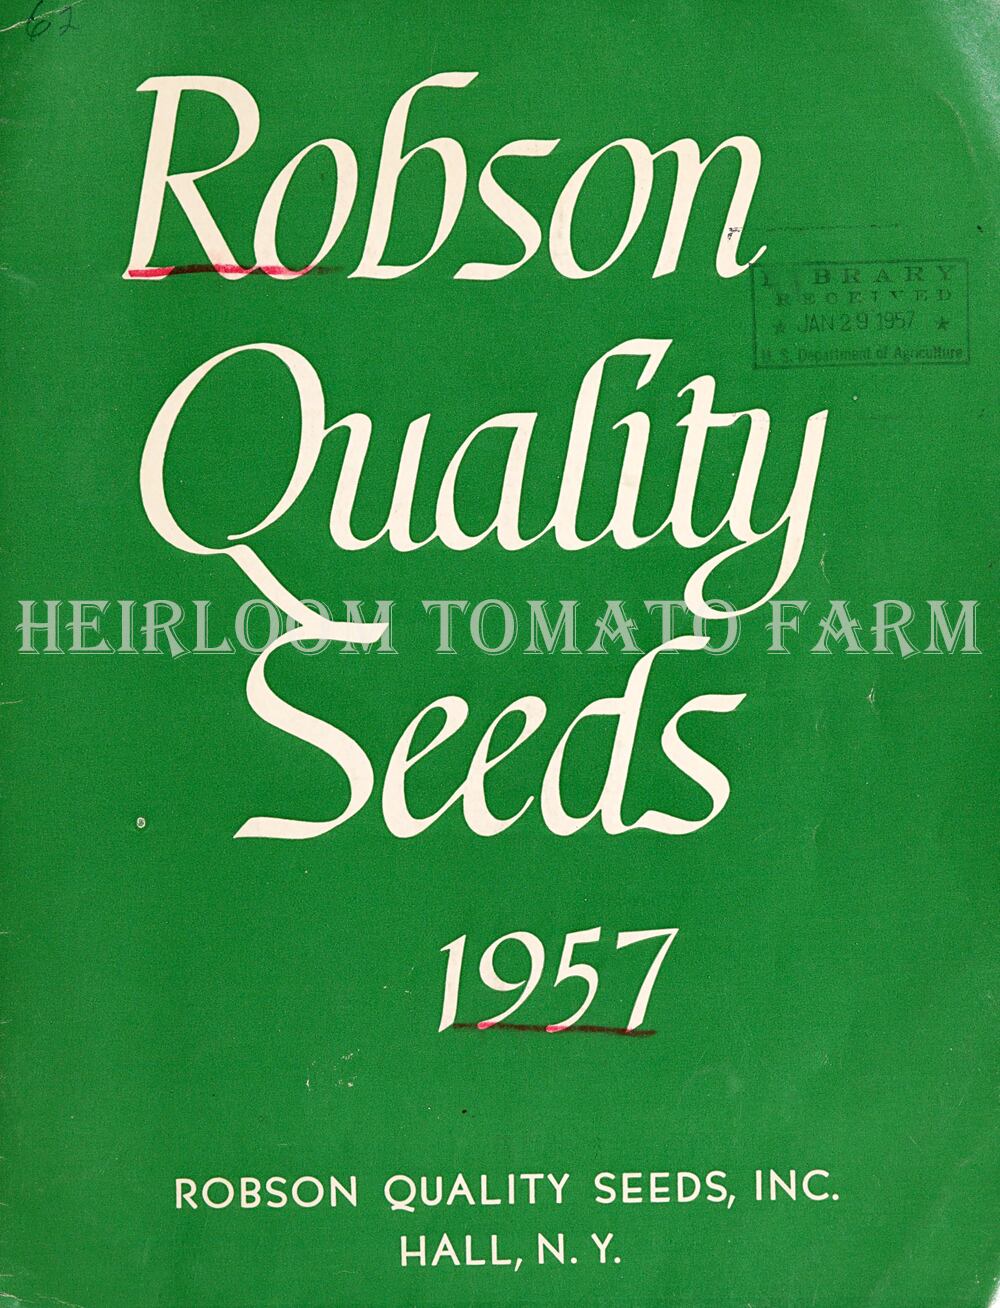 62
Robson
LIBRARY
RECEIVED
★ JAN 29 1957 ★
U. S. Department of Agriculture
Quality
HEIRLOOM TOMATO FARM
Seeds
1957
ROBSON QUALITY SEEDS, INC.
HALL, N. Y.